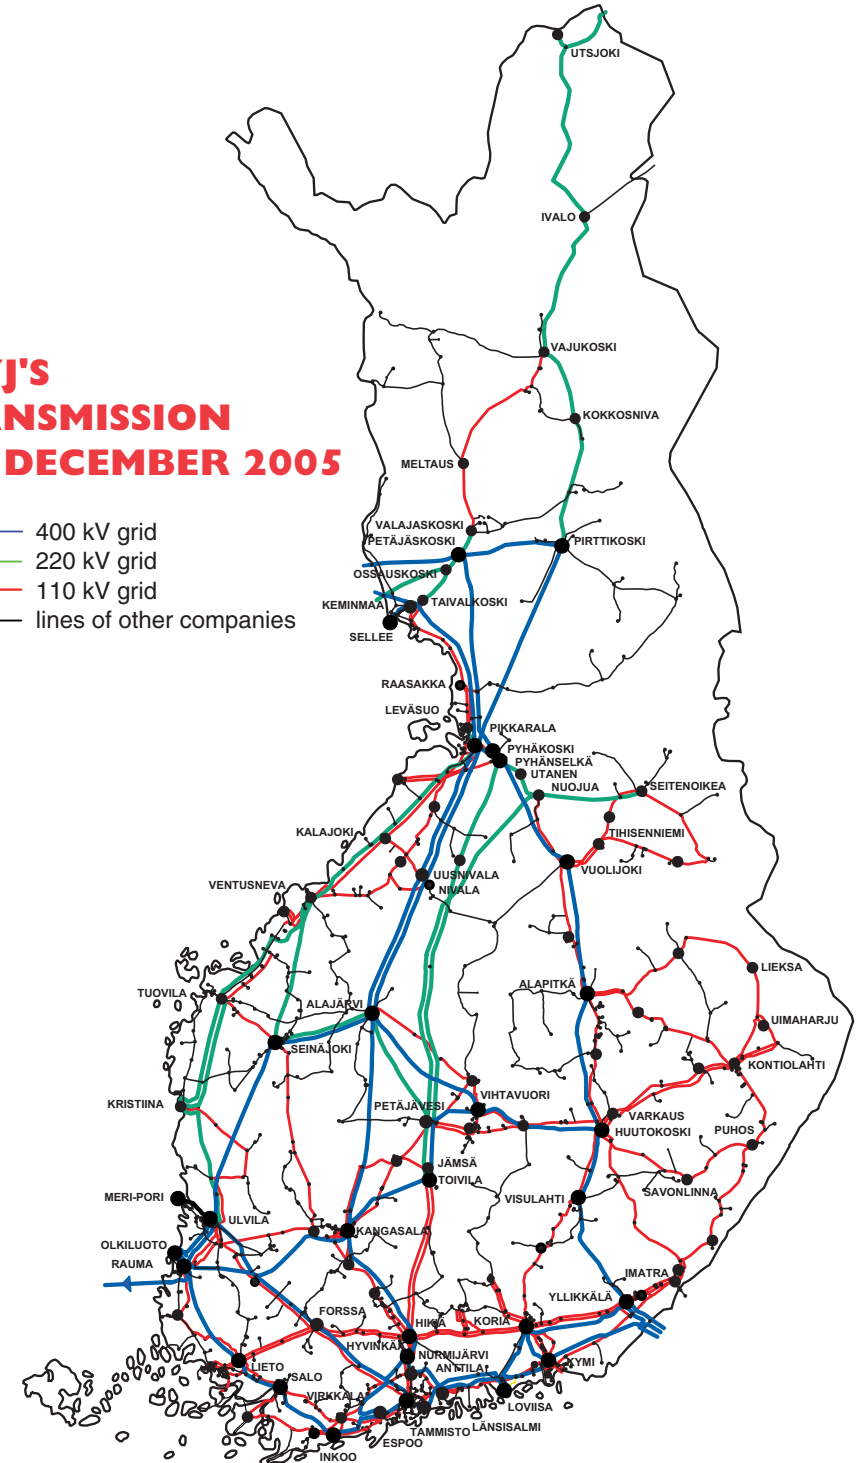 UTSJOKI
IVALO
VAJUKOSKI
J'S
ANSMISSION
DECEMBER 2005
KOKKOSNIVA
MELTAUS
400 kV grid
220 kV grid
110 kV grid
lines of other companies
VALAJASKOSKI
PETÄJÄSKOSKI
PIRTTIKOSKI
OSSAUSKOSKI
KEMINMAA
TAIVALKOSKI
SELLEE
RAASAKKA
LEVÄSUO
PIKKARALA
PYHÄKOSKI
PYHÄNSELKÄ
UTANEN
NUOJUA
SEITENOIKEA
KALAJOKI
TIHISENNIEMI
VUOLIJOKI
UUSNIVALA
NIVALA
VENTUSNEVA
LIEKSA
ALAPITKÄ
TUOVILA
ALAJÄRVI
UIMAHARJU
SEINÄJOKI
KONTIOLAHTI
VIHTAVUORI
KRISTIINA
PETÄJÄVESI
VARKAUS
HUUTOKOSKI
PUHOS
JÄMSÄ
TOIVILA
SAVONLINNA
MERI-PORI
VISULAHTI
ULVILA
KANGASALA
OLKILUOTO
RAUMA
IMATRA
YLLIKKÄLÄ
FORSSA
HIKIÄ
KORIA
HYVINKÄÄ
NURMIJÄRVI
ANTTILA
KYMI
LIETO
SALO
VIRKKALA
LOVIISA
LÄNSISALMI
TAMMISTO
ESPOO
INKOO